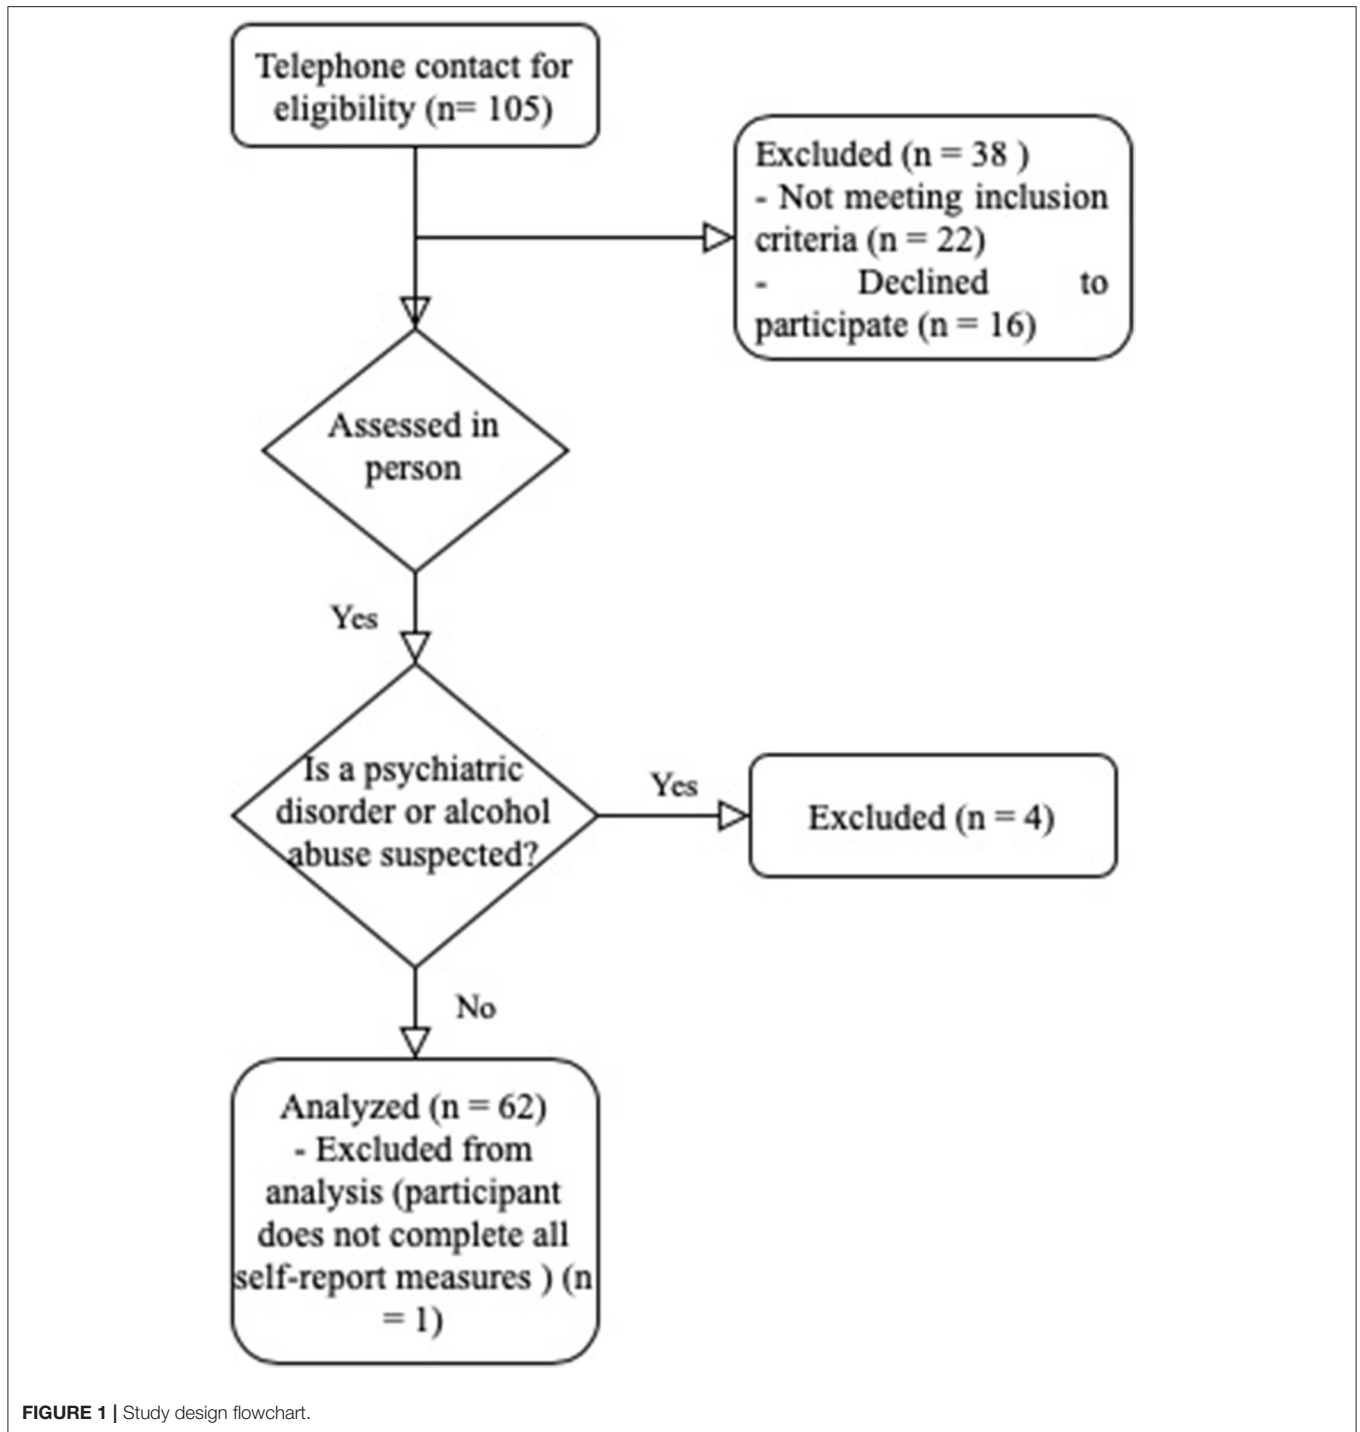 Telephone contact for
eligibility (n= 105)
Excluded (n = 38 )
- Not meeting inclusion
criteria (n = 22)
- Declined to
participate (n = 16)
Assessed in
person
Yes
Is a psychiatric
disorder or alcohol
abuse suspected?
Yes
Excluded (n = 4)
No
Analyzed (n = 62)
- Excluded from
analysis (participant
does not complete all
self-report measures ) (n
= 1)
FIGURE 1 | Study design flowchart.